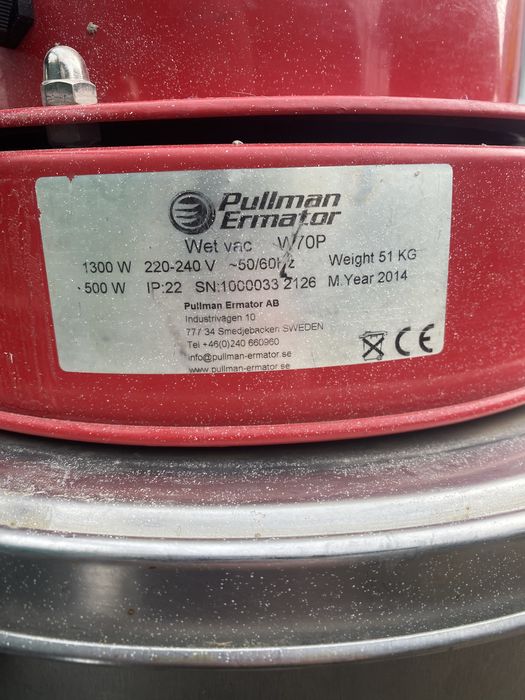 Pullman
Ermator
Wet vac W70P
1300 W 220-240 V ~50/60Hz Weight 51 KG
500 W IP:22 SN:1000033 2126 M.Year 2014
Pullman Ermator AB
Industrivägen 10
777 34 Smedjebacken SWEDEN
Tel +46(0)240 660960
info@pullman-ermator.se
www.pullman-ermator.se
CE